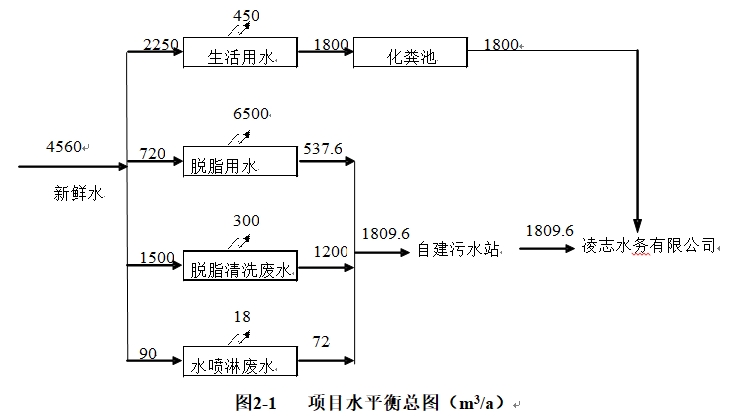 450
2250
生活用水
1800
化粪池
1800
6500
4560
720
脱脂用水
537.6
新鲜水
300
1500
脱脂清洗废水
1200
1809.6
自建污水站
1809.6
凌志水务有限公司
18
90
水喷淋废水
72
图2-1 项目水平衡总图（m³/a）